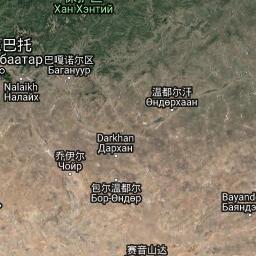 Хан Хэнтий
巴托
баатар
巴嘎诺尔区
Багануур
Nalaikh
Налайх
温都尔汗
Өндөрхаан
Darkhan
Дархан
乔伊尔
Чойр
包尔温都尔
Бор-Өндөр
Bayand
Баяндэ
赛音山达